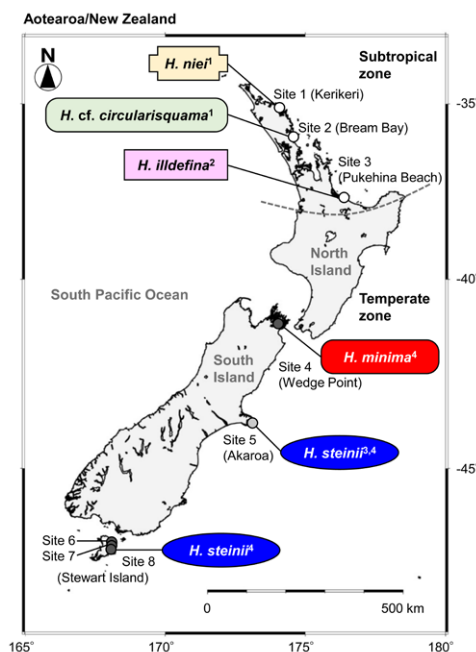 Aotearoa/New Zealand
N
Subtropical
zone
H. niei¹
Site 1 (Kerikeri)
−35°
H. cf. circularisquama¹
Site 2 (Bream Bay)
H. illdefina²
Site 3
(Pukehina Beach)
North
Island
−40°
South Pacific Ocean
Temperate
zone
South
Island
Site 4
(Wedge Point)
H. minima⁴
Site 5
(Akaroa)
H. steinii³,⁴
−45°
Site 6
Site 7
Site 8
(Stewart Island)
H. steinii⁴
0
500 km
165°
170°
175°
180°